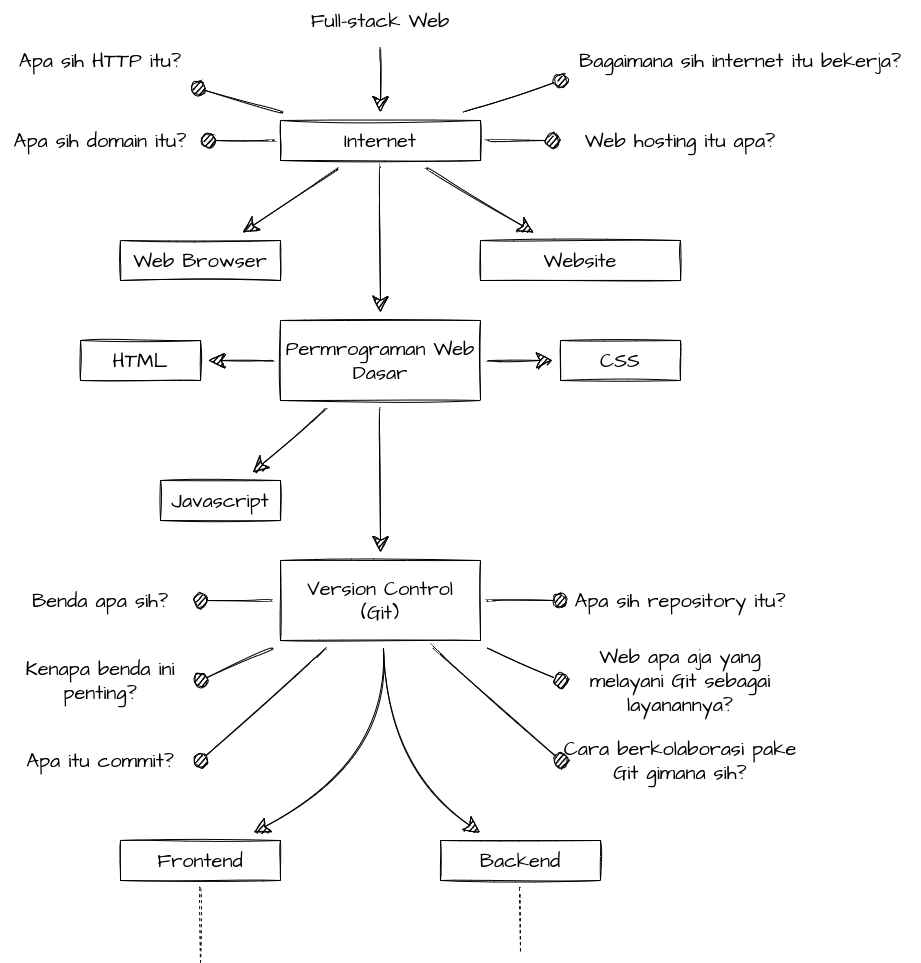 Full-stack Web
Apa sih HTTP itu?
Bagaimana sih internet itu bekerja?
Apa sih domain itu?
Internet
Web hosting itu apa?
Web Browser
Website
HTML
Permrograman Web
Dasar
CSS
Javascript
Benda apa sih?
Version Control
(Git)
Apa sih repository itu?
Kenapa benda ini
penting?
Web apa aja yang
melayani Git sebagai
layanannya?
Apa itu commit?
Cara berkolaborasi pake
Git gimana sih?
Frontend
Backend